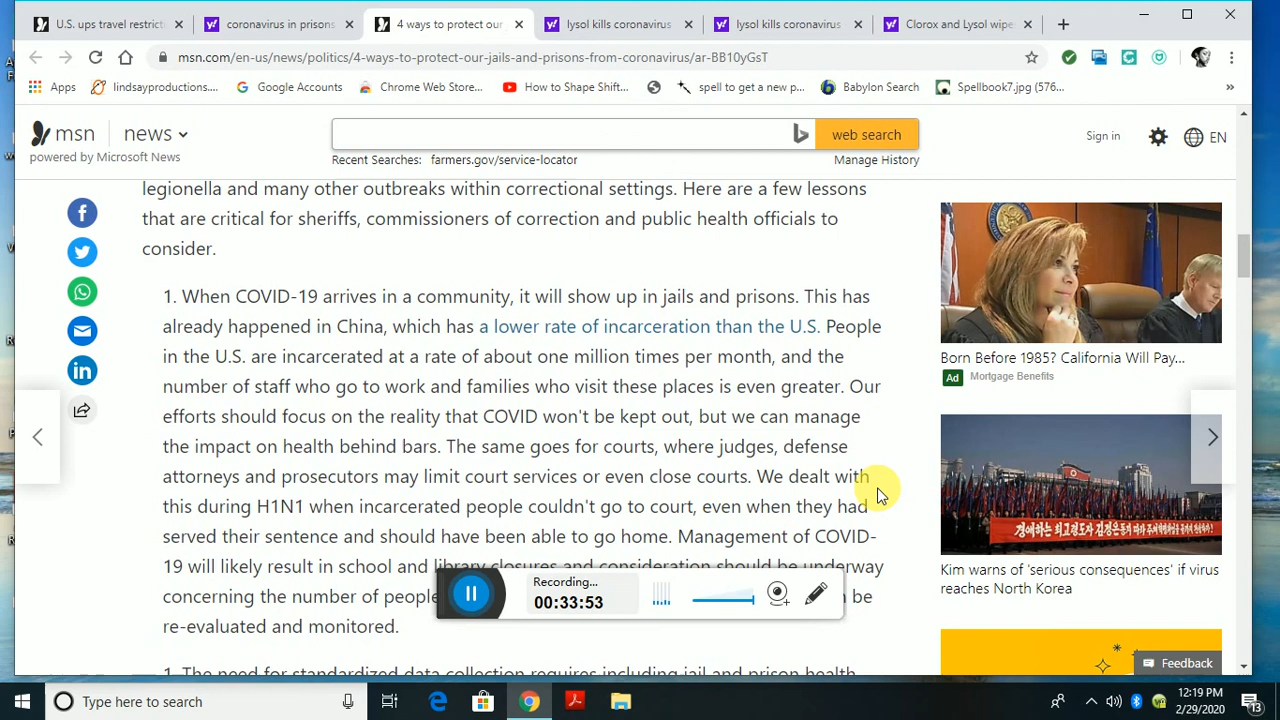 U.S. ups travel restrict
coronavirus in prisons
4 ways to protect our
lysol kills coronavirus
lysol kills coronavirus
Clorox and Lysol wipe
msn.com/en-us/news/politics/4-ways-to-protect-our-jails-and-prisons-from-coronavirus/ar-BB10yGsT
Apps
lindsayproductions....
Google Accounts
Chrome Web Store...
How to Shape Shift...
spell to get a new p...
Babylon Search
Spellbook7.jpg (576...
»
msn
news
powered by Microsoft News
web search
Sign in
EN
Recent Searches: farmers.gov/service-locator
Manage History
legionella and many other outbreaks within correctional settings. Here are a few lessons
that are critical for sheriffs, commissioners of correction and public health officials to
consider.
1. When COVID-19 arrives in a community, it will show up in jails and prisons. This has
already happened in China, which has a lower rate of incarceration than the U.S. People
in the U.S. are incarcerated at a rate of about one million times per month, and the
number of staff who go to work and families who visit these places is even greater. Our
efforts should focus on the reality that COVID won't be kept out, but we can manage
the impact on health behind bars. The same goes for courts, where judges, defense
attorneys and prosecutors may limit court services or even close courts. We dealt with
this during H1N1 when incarcerated people couldn't go to court, even when they had
served their sentence and should have been able to go home. Management of COVID-
19 will likely result in school and library closures and consideration should be underway
concerning the number of people
be
re-evaluated and monitored.
1. The need for standardized data collection requires including jail and prison health
Born Before 1985? California Will Pay...
Ad Mortgage Benefits
경애하는 최고령도자 김정은동지
Kim warns of 'serious consequences' if virus
reaches North Korea
Feedback
Recording...
00:33:53
Type here to search
12:19 PM
2/29/2020
13